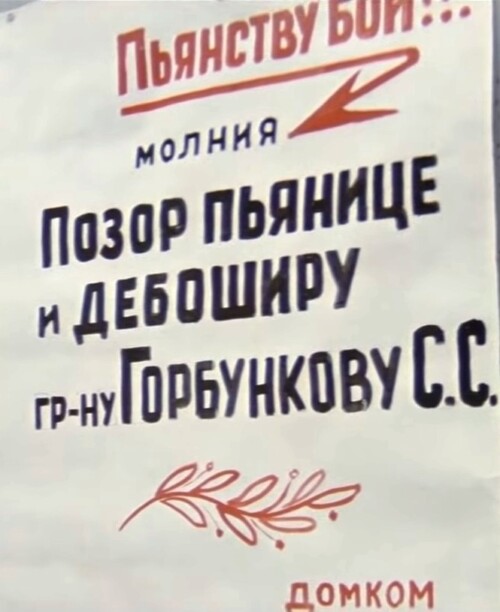 Пьянству бой!!!
МОЛНИЯ
Позор пьянице
и дебоширу
гр-ну Горбункову С.С.
ДОМКОМ